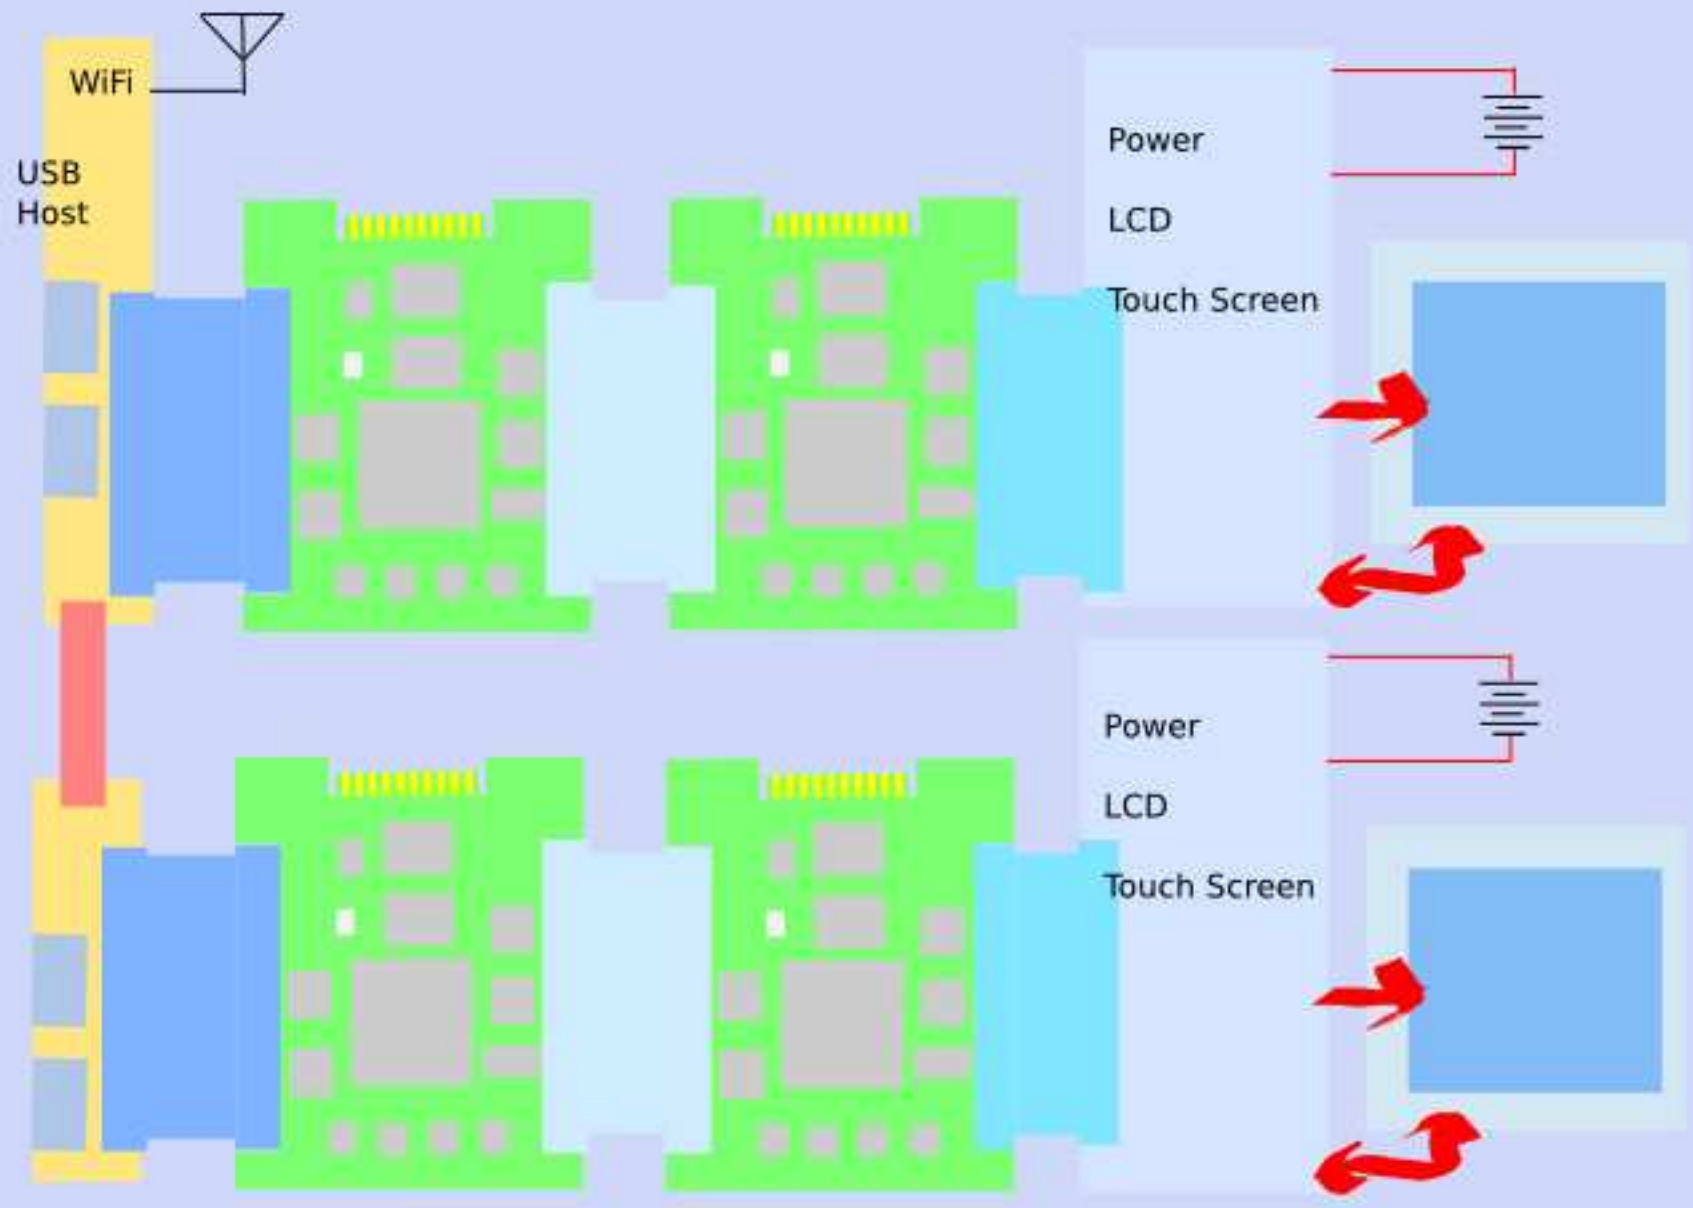 WiFi
USB
Host
Power
LCD
Touch Screen
Power
LCD
Touch Screen